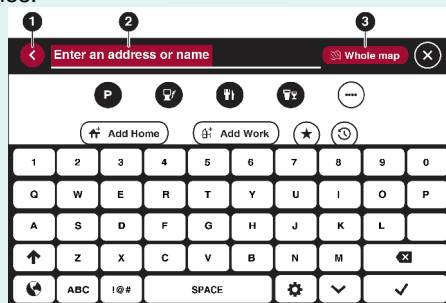 1 2 3
Enter an address or name Whole map
P
Add Home Add Work
1 2 3 4 5 6 7 8 9 0
Q W E R T Y U I O P
A S D F G H J K L
Z X C V B N M
ABC !@# SPACE